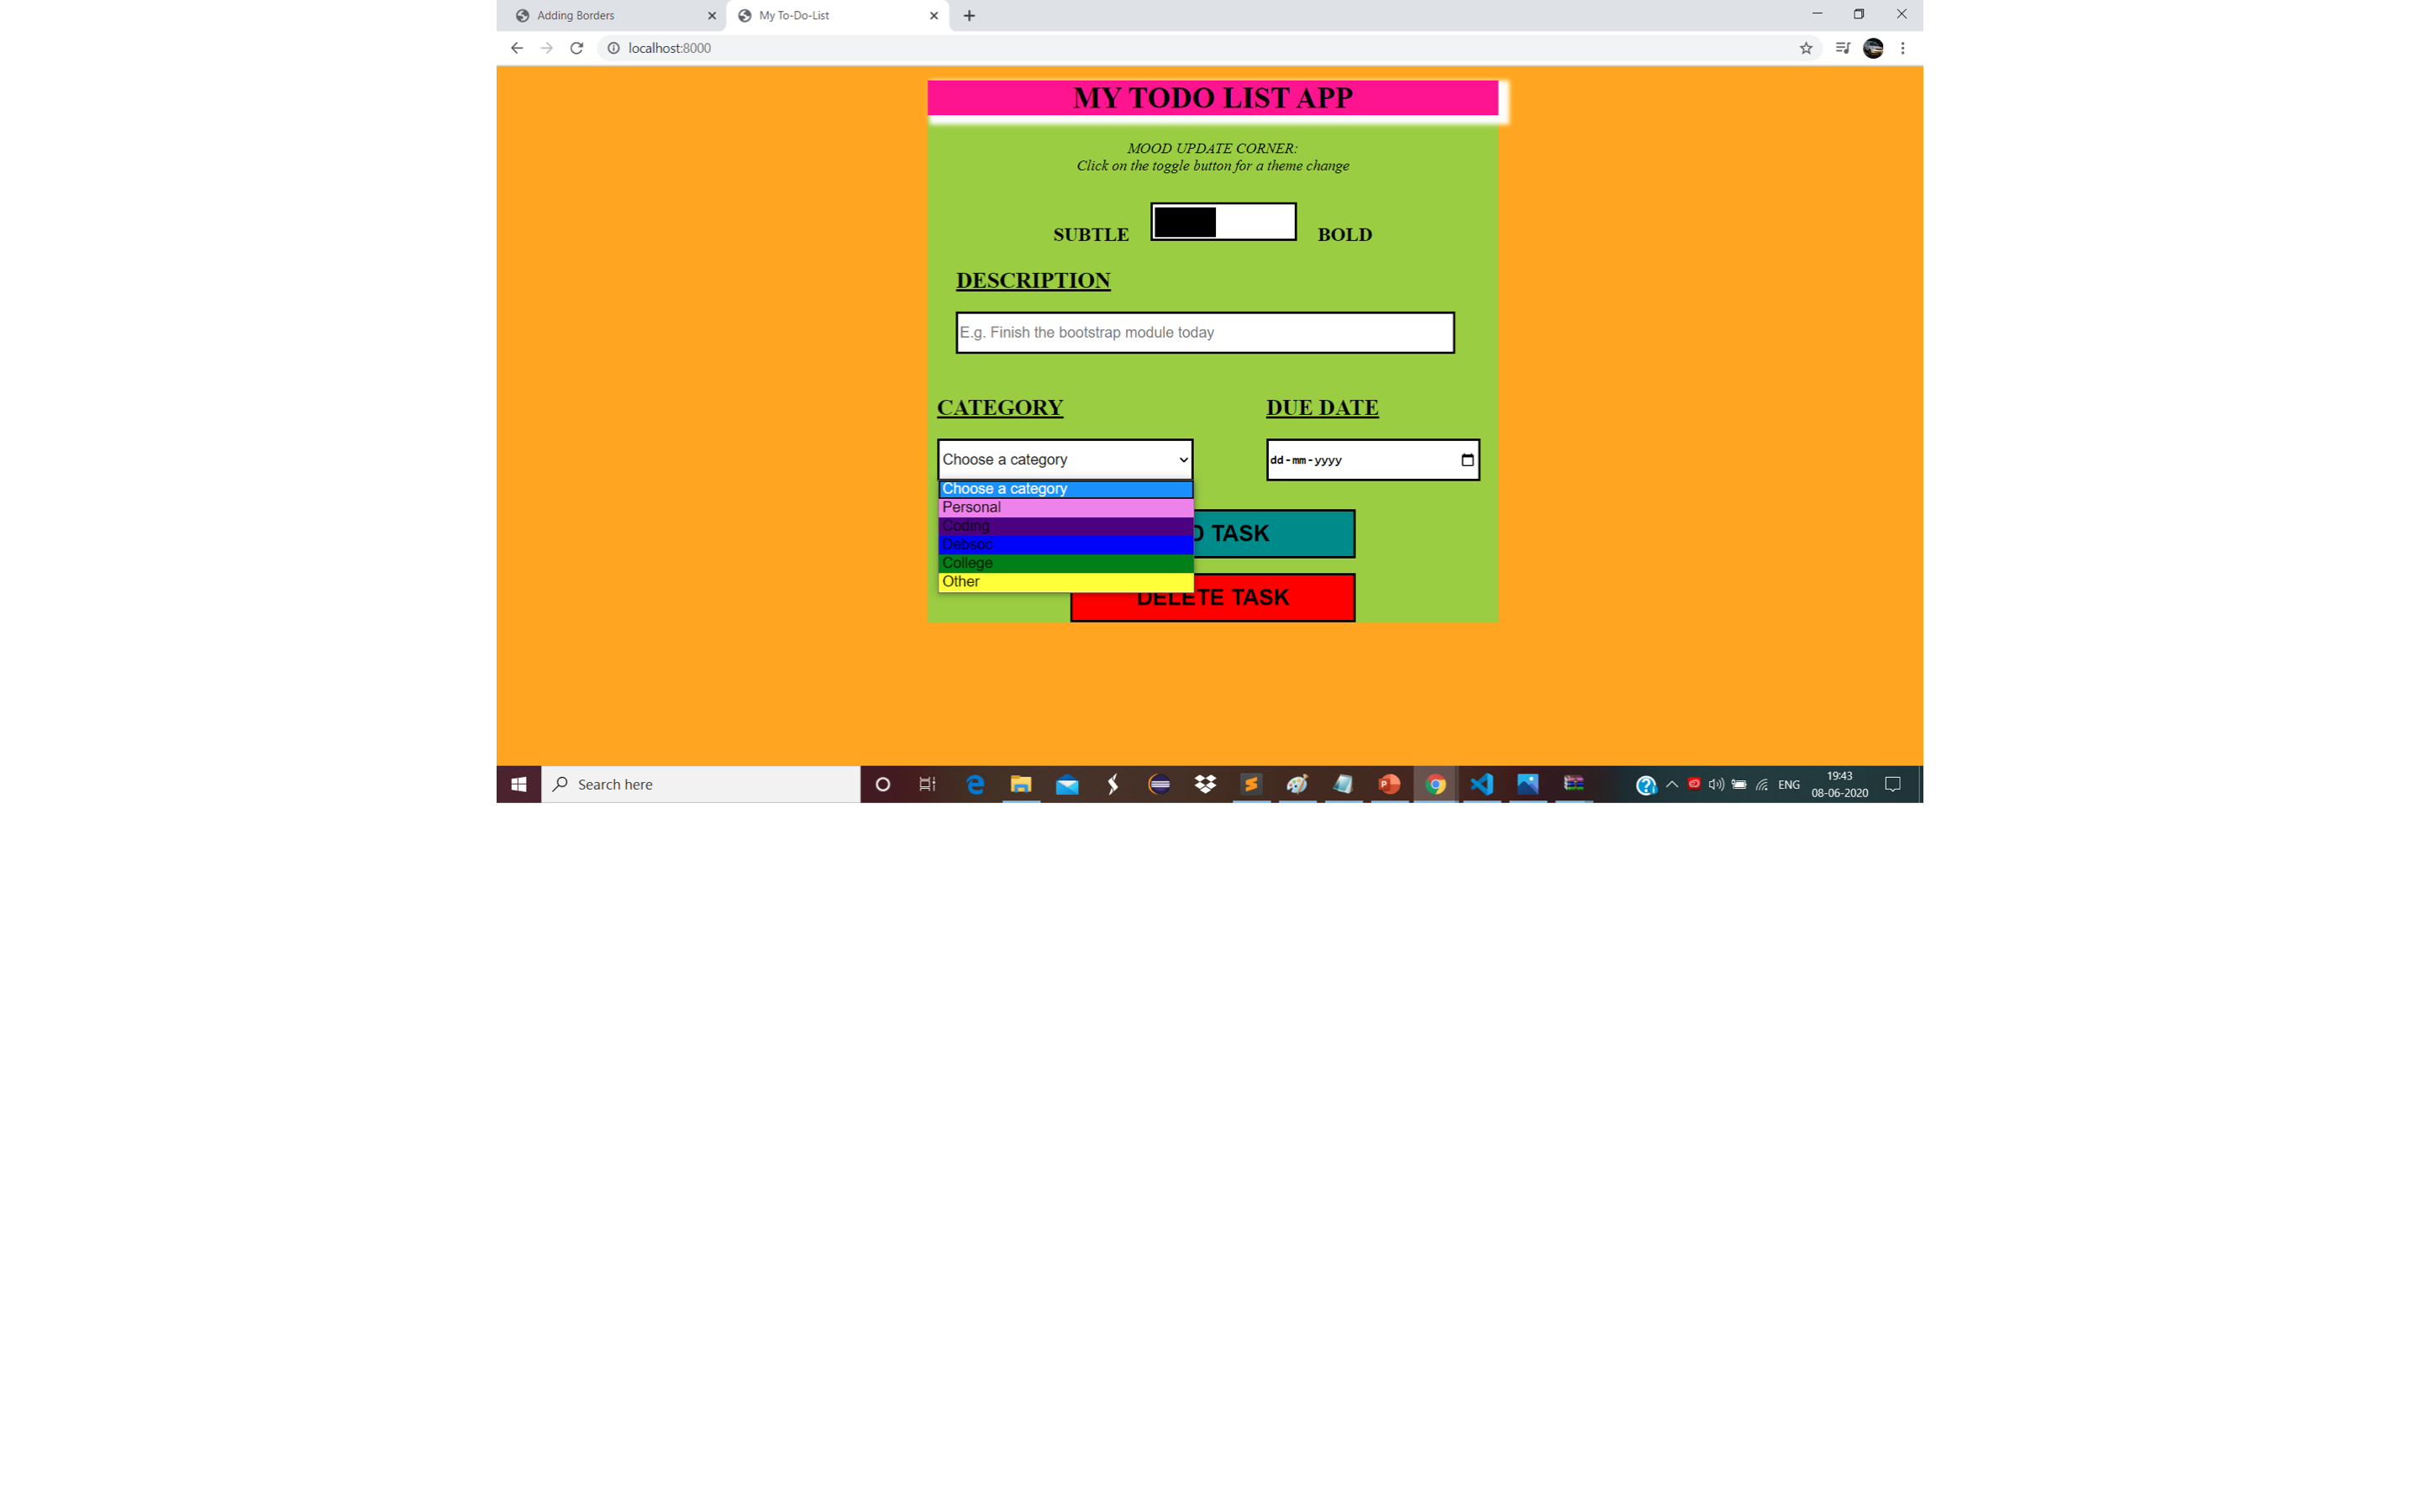 Adding Borders
My To-Do-List
localhost:8000
MY TODO LIST APP
MOOD UPDATE CORNER:
Click on the toggle button for a theme change
SUBTLE
BOLD
DESCRIPTION
E.g. Finish the bootstrap module today
CATEGORY
DUE DATE
Choose a category
dd-mm-yyyy
Choose a category
Personal
Coding
Debsoc
College
Other
D TASK
DELETE TASK
Search here
ENG
19:43
08-06-2020